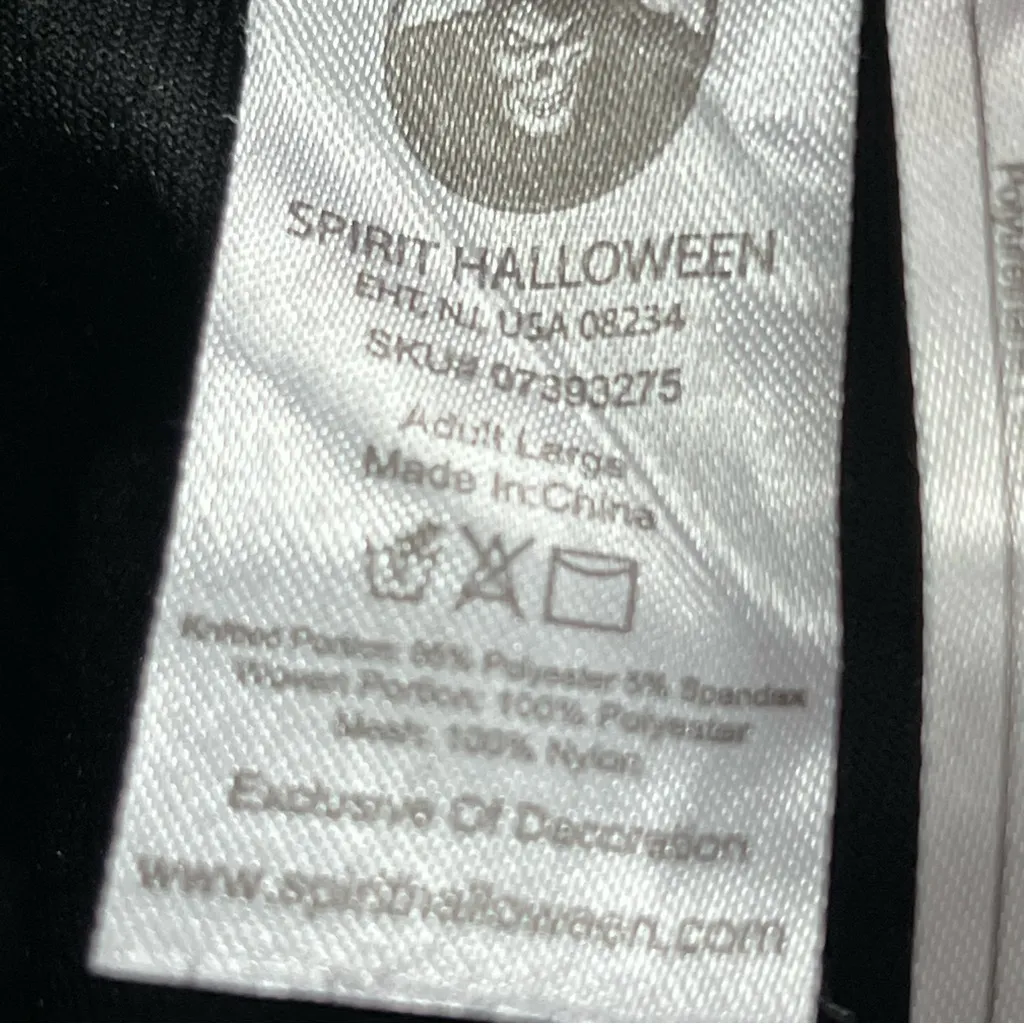 SPIRIT HALLOWEEN
EHT, NJ, USA 08234
SKU# 07393275
Adult Large
Made In:China
Knitted Portion: 95% Polyester 5% Spandex
Woven Portion: 100% Polyester
Mesh: 100% Nylon
Exclusive Of Decorason
www.spirithalloween.com